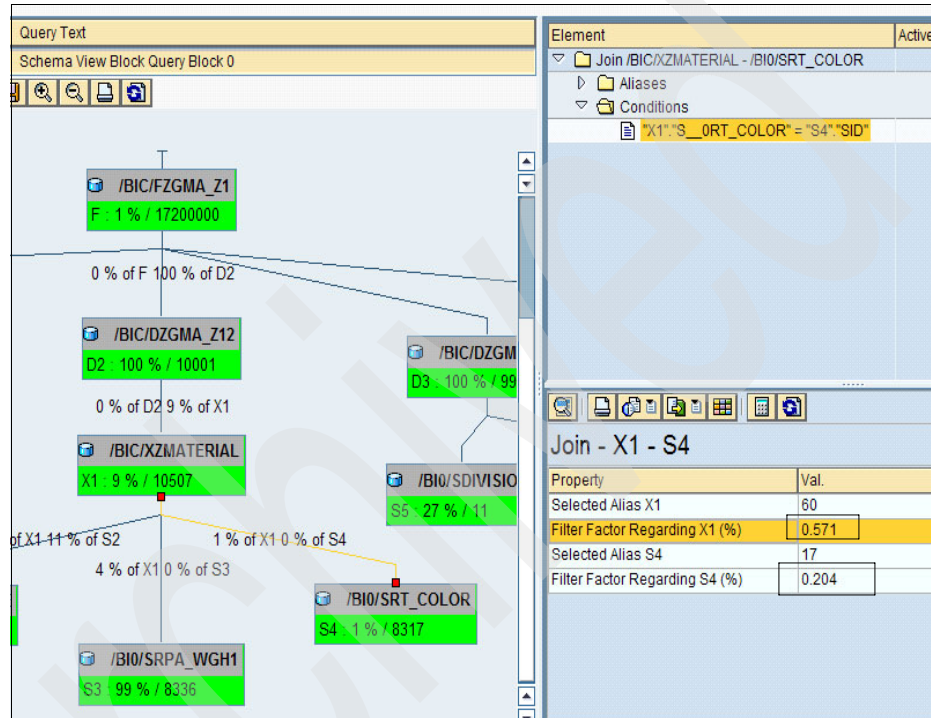 Query Text
Schema View Block Query Block 0
/BIC/FZGMA_Z1
F : 1 % / 17200000
0 % of F 100 % of D2
/BIC/DZGMA_Z12
D2 : 100 % / 10001
/BIC/DZGM
D3 : 100 % / 99
0 % of D2 9 % of X1
/BIC/XZMATERIAL
X1 : 9 % / 10507
/BI0/SDIVISIO
S5 : 27 % / 11
of X1 11 % of S2
1 % of X1 0 % of S4
4 % of X1 0 % of S3
/BI0/SRT_COLOR
S4 : 1 % / 8317
/BI0/SRPA_WGH1
S3 : 99 % / 8336
Element Active
Join /BIC/XZMATERIAL - /BI0/SRT_COLOR
Aliases
Conditions
"X1"."S__0RT_COLOR" = "S4"."SID"
Join - X1 - S4
Property Val.
Selected Alias X1 60
Filter Factor Regarding X1 (%) 0.571
Selected Alias S4 17
Filter Factor Regarding S4 (%) 0.204